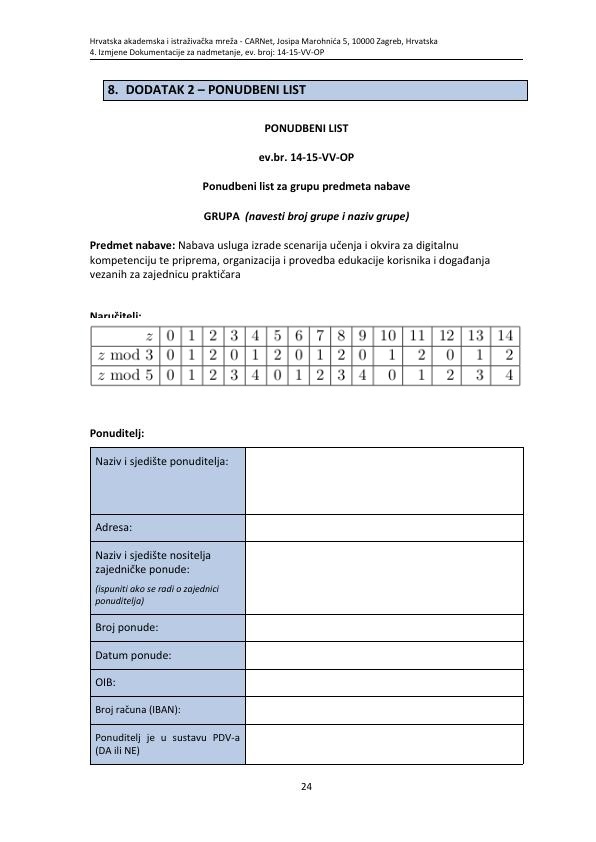 Hrvatska akademska i istraživačka mreža - CARNet, Josipa Marohnića 5, 10000 Zagreb, Hrvatska
4. Izmjene Dokumentacije za nadmetanje, ev. broj: 14-15-VV-OP
8. DODATAK 2 – PONUDBENI LIST
PONUDBENI LIST
ev.br. 14-15-VV-OP
Ponudbeni list za grupu predmeta nabave
GRUPA (navesti broj grupe i naziv grupe)
Predmet nabave: Nabava usluga izrade scenarija učenja i okvira za digitalnu
kompetenciju te priprema, organizacija i provedba edukacije korisnika i događanja
vezanih za zajednicu praktičara
Naručitelj:
z 0 1 2 3 4 5 6 7 8 9 10 11 12 13 14
z mod 3 0 1 2 0 1 2 0 1 2 0 1 2 0 1 2
z mod 5 0 1 2 3 4 0 1 2 3 4 0 1 2 3 4
Ponuditelj:
Naziv i sjedište ponuditelja:
Adresa:
Naziv i sjedište nositelja
zajedničke ponude:
(ispuniti ako se radi o zajednici
ponuditelja)
Broj ponude:
Datum ponude:
OIB:
Broj računa (IBAN):
Ponuditelj je u sustavu PDV-a
(DA ili NE)
24